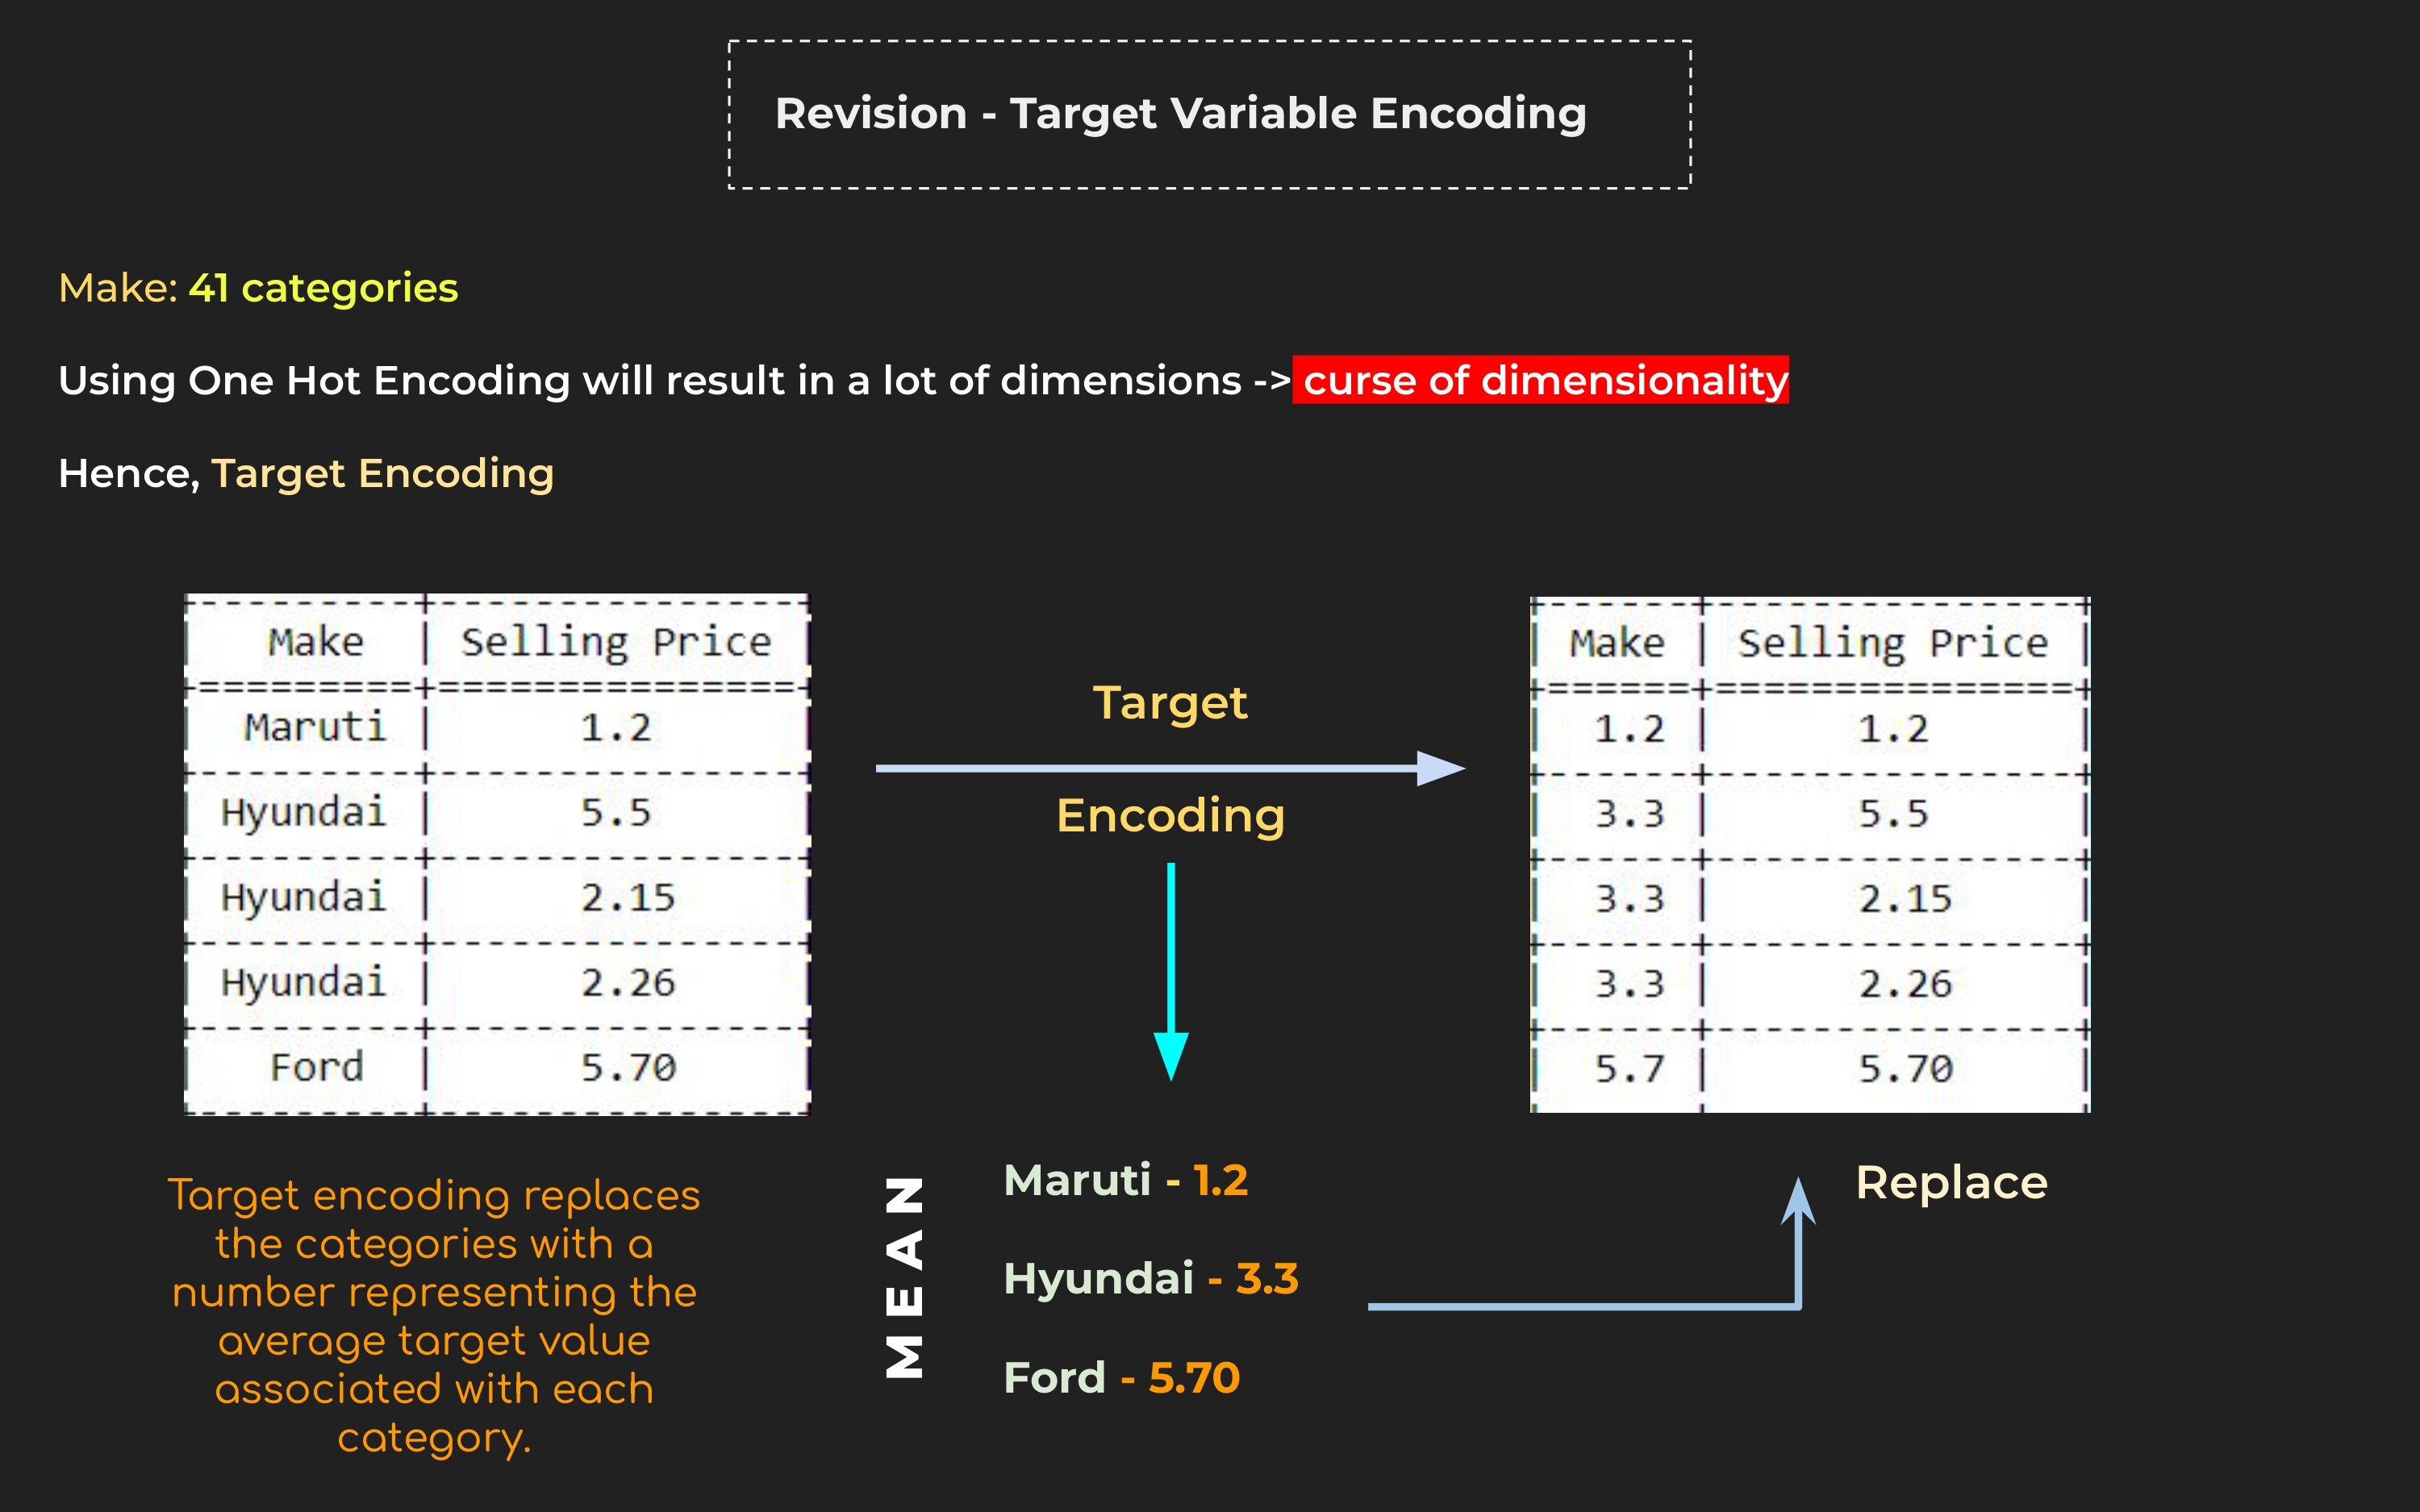 Revision - Target Variable Encoding
Make: 41 categories
Using One Hot Encoding will result in a lot of dimensions -> curse of dimensionality
Hence, Target Encoding
Make | Selling Price
Maruti | 1.2
Hyundai | 5.5
Hyundai | 2.15
Hyundai | 2.26
Ford | 5.70
Target
Encoding
Make | Selling Price
1.2 | 1.2
3.3 | 5.5
3.3 | 2.15
3.3 | 2.26
5.7 | 5.70
Target encoding replaces
the categories with a
number representing the
average target value
associated with each
category.
MEAN
Maruti - 1.2
Hyundai - 3.3
Ford - 5.70
Replace